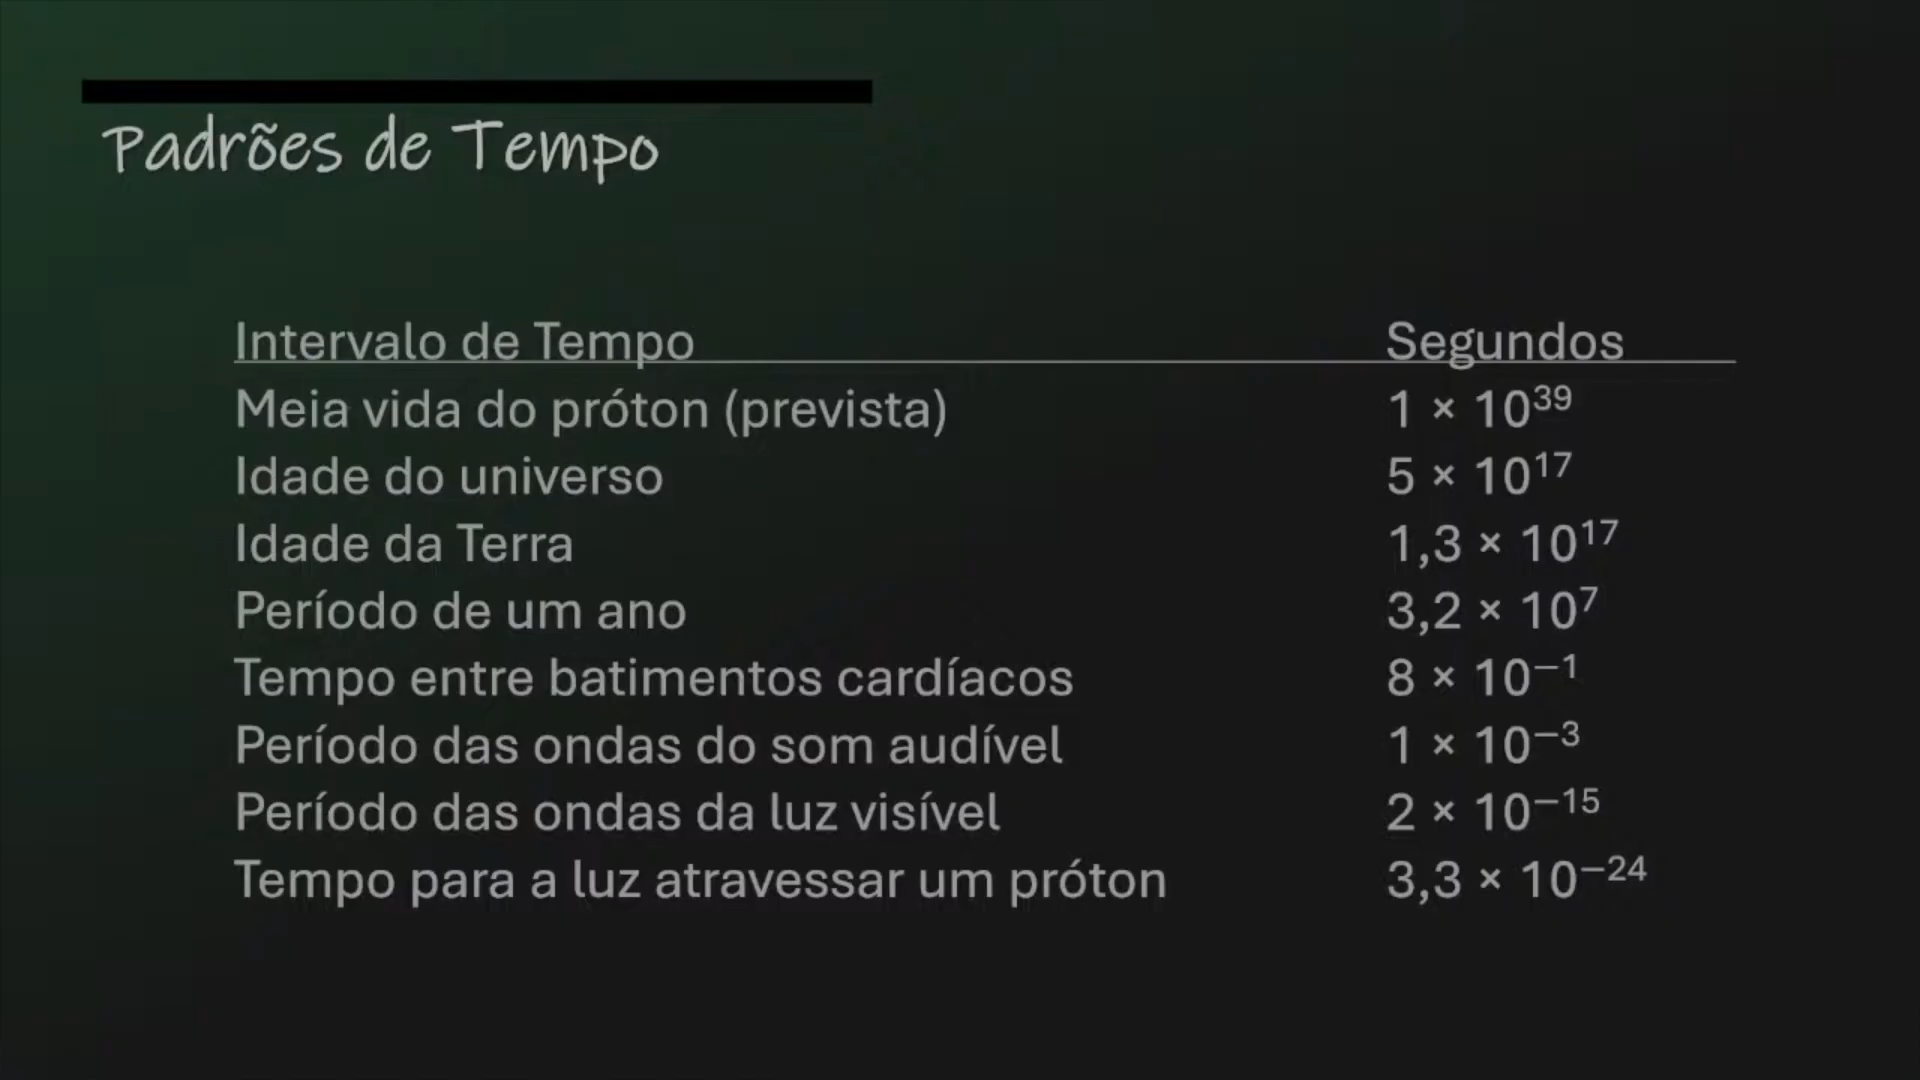 Padrões de Tempo
Intervalo de Tempo Segundos
Meia vida do próton (prevista) 1 × 10³⁹
Idade do universo 5 × 10¹⁷
Idade da Terra 1,3 × 10¹⁷
Período de um ano 3,2 × 10⁷
Tempo entre batimentos cardíacos 8 × 10⁻¹
Período das ondas do som audível 1 × 10⁻³
Período das ondas da luz visível 2 × 10⁻¹⁵
Tempo para a luz atravessar um próton 3,3 × 10⁻²⁴